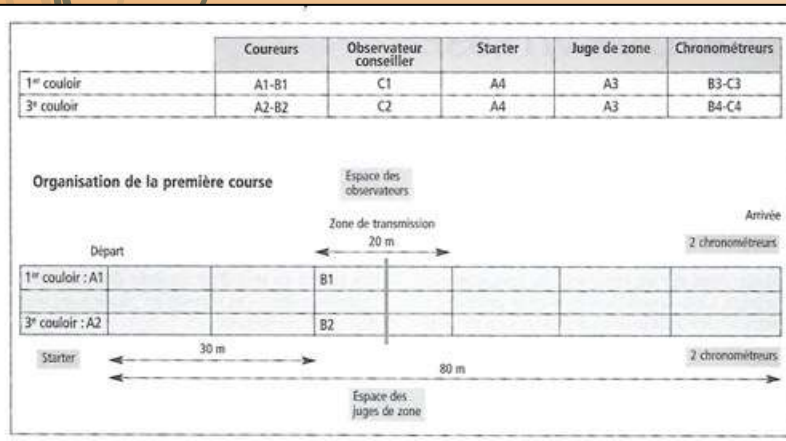 Coureurs Observateur conseiller Starter Juge de zone Chronométreurs
1er couloir A1-B1 C1 A4 A3 B3-C3
3e couloir A2-B2 C2 A4 A3 B4-C4
Organisation de la première course
Espace des
observateurs
Zone de transmission
Arrivée
Départ
20 m
2 chronométreurs
1er couloir : A1 B1
3e couloir : A2 B2
Starter
30 m
80 m
2 chronométreurs
Espace des
juges de zone